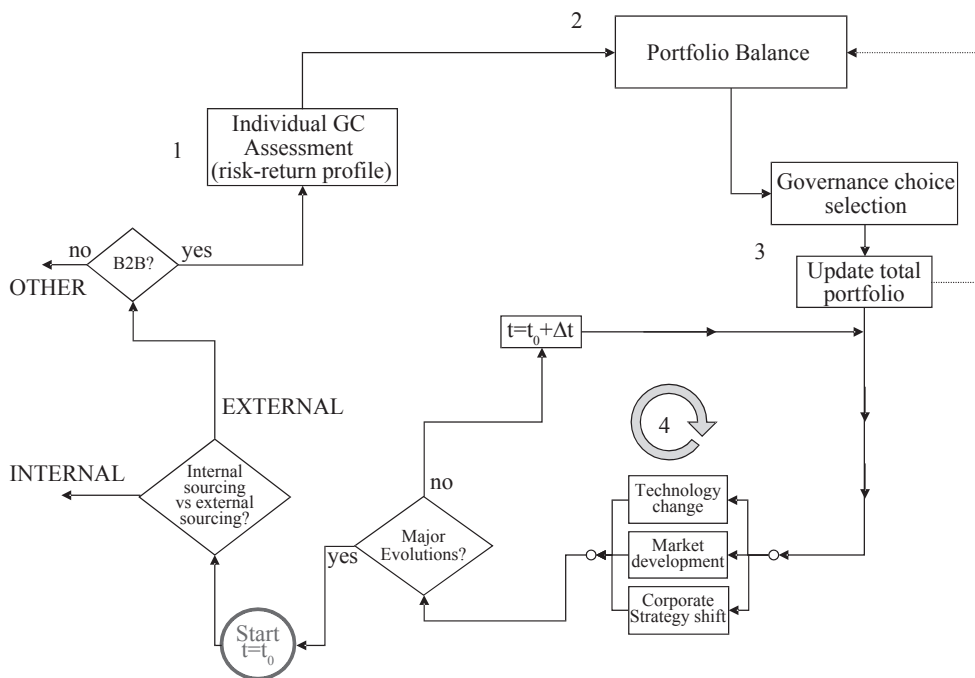 2
Portfolio Balance
1
Individual GC
Assessment
(risk-return profile)
Governance choice
selection
3
Update total
portfolio
no
B2B?
yes
OTHER
t=t₀+Δt
EXTERNAL
4
INTERNAL
Internal
sourcing
vs external
sourcing?
no
Technology
change
Major
Evolutions?
yes
Market
development
Corporate
Strategy shift
Start
t=t₀